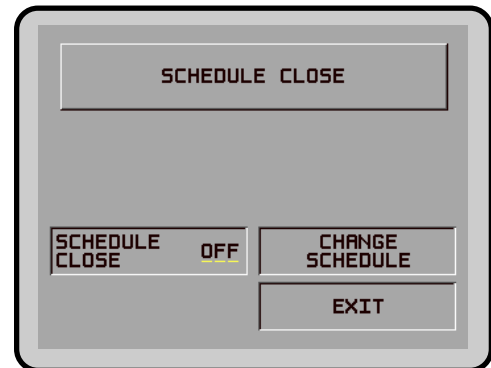 SCHEDULE CLOSE
SCHEDULE
CLOSE OFF
CHANGE
SCHEDULE
EXIT